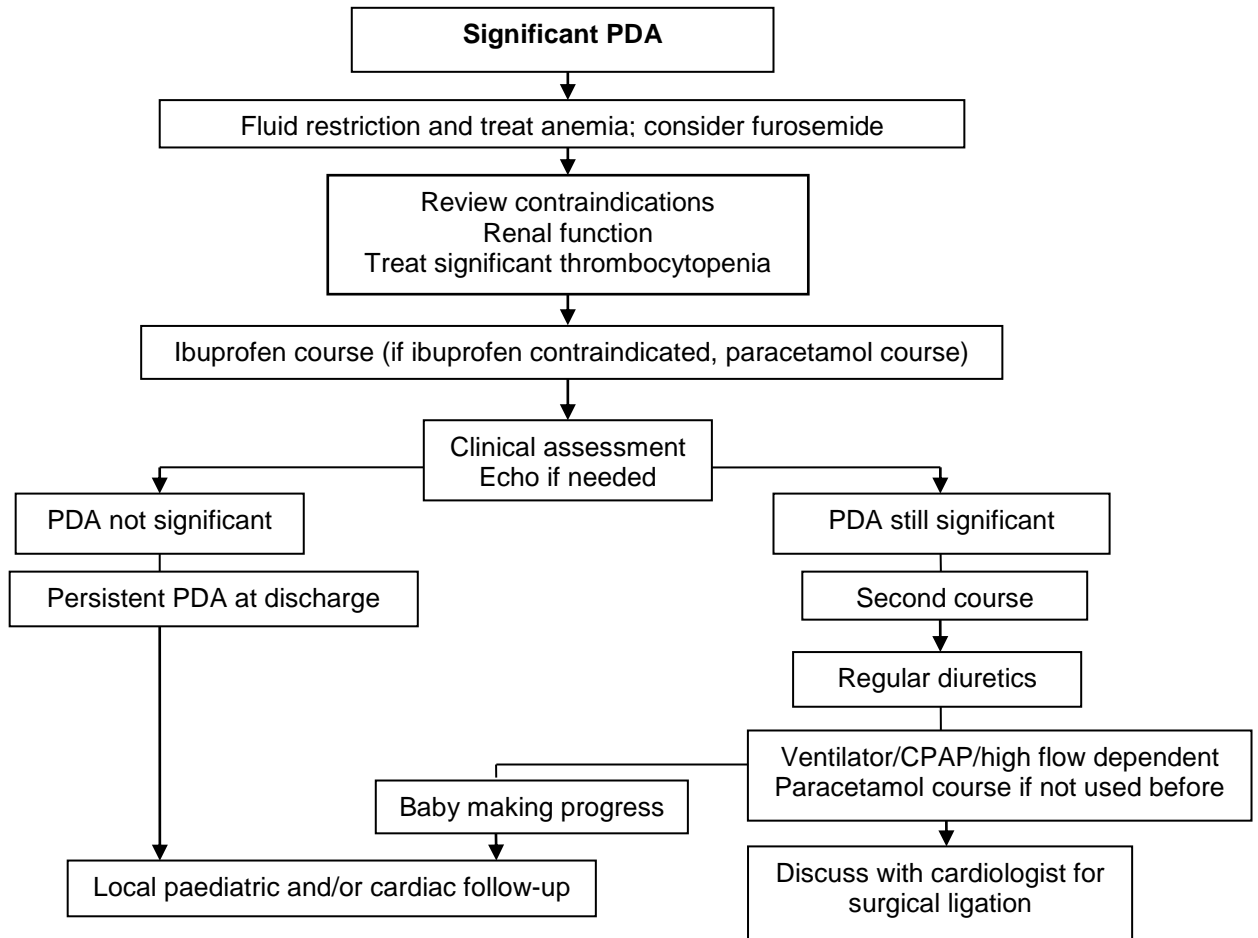 Significant PDA
Fluid restriction and treat anemia; consider furosemide
Review contraindications
Renal function
Treat significant thrombocytopenia
Ibuprofen course (if ibuprofen contraindicated, paracetamol course)
Clinical assessment
Echo if needed
PDA not significant
PDA still significant
Persistent PDA at discharge
Second course
Regular diuretics
Ventilator/CPAP/high flow dependent
Paracetamol course if not used before
Baby making progress
Local paediatric and/or cardiac follow-up
Discuss with cardiologist for
surgical ligation